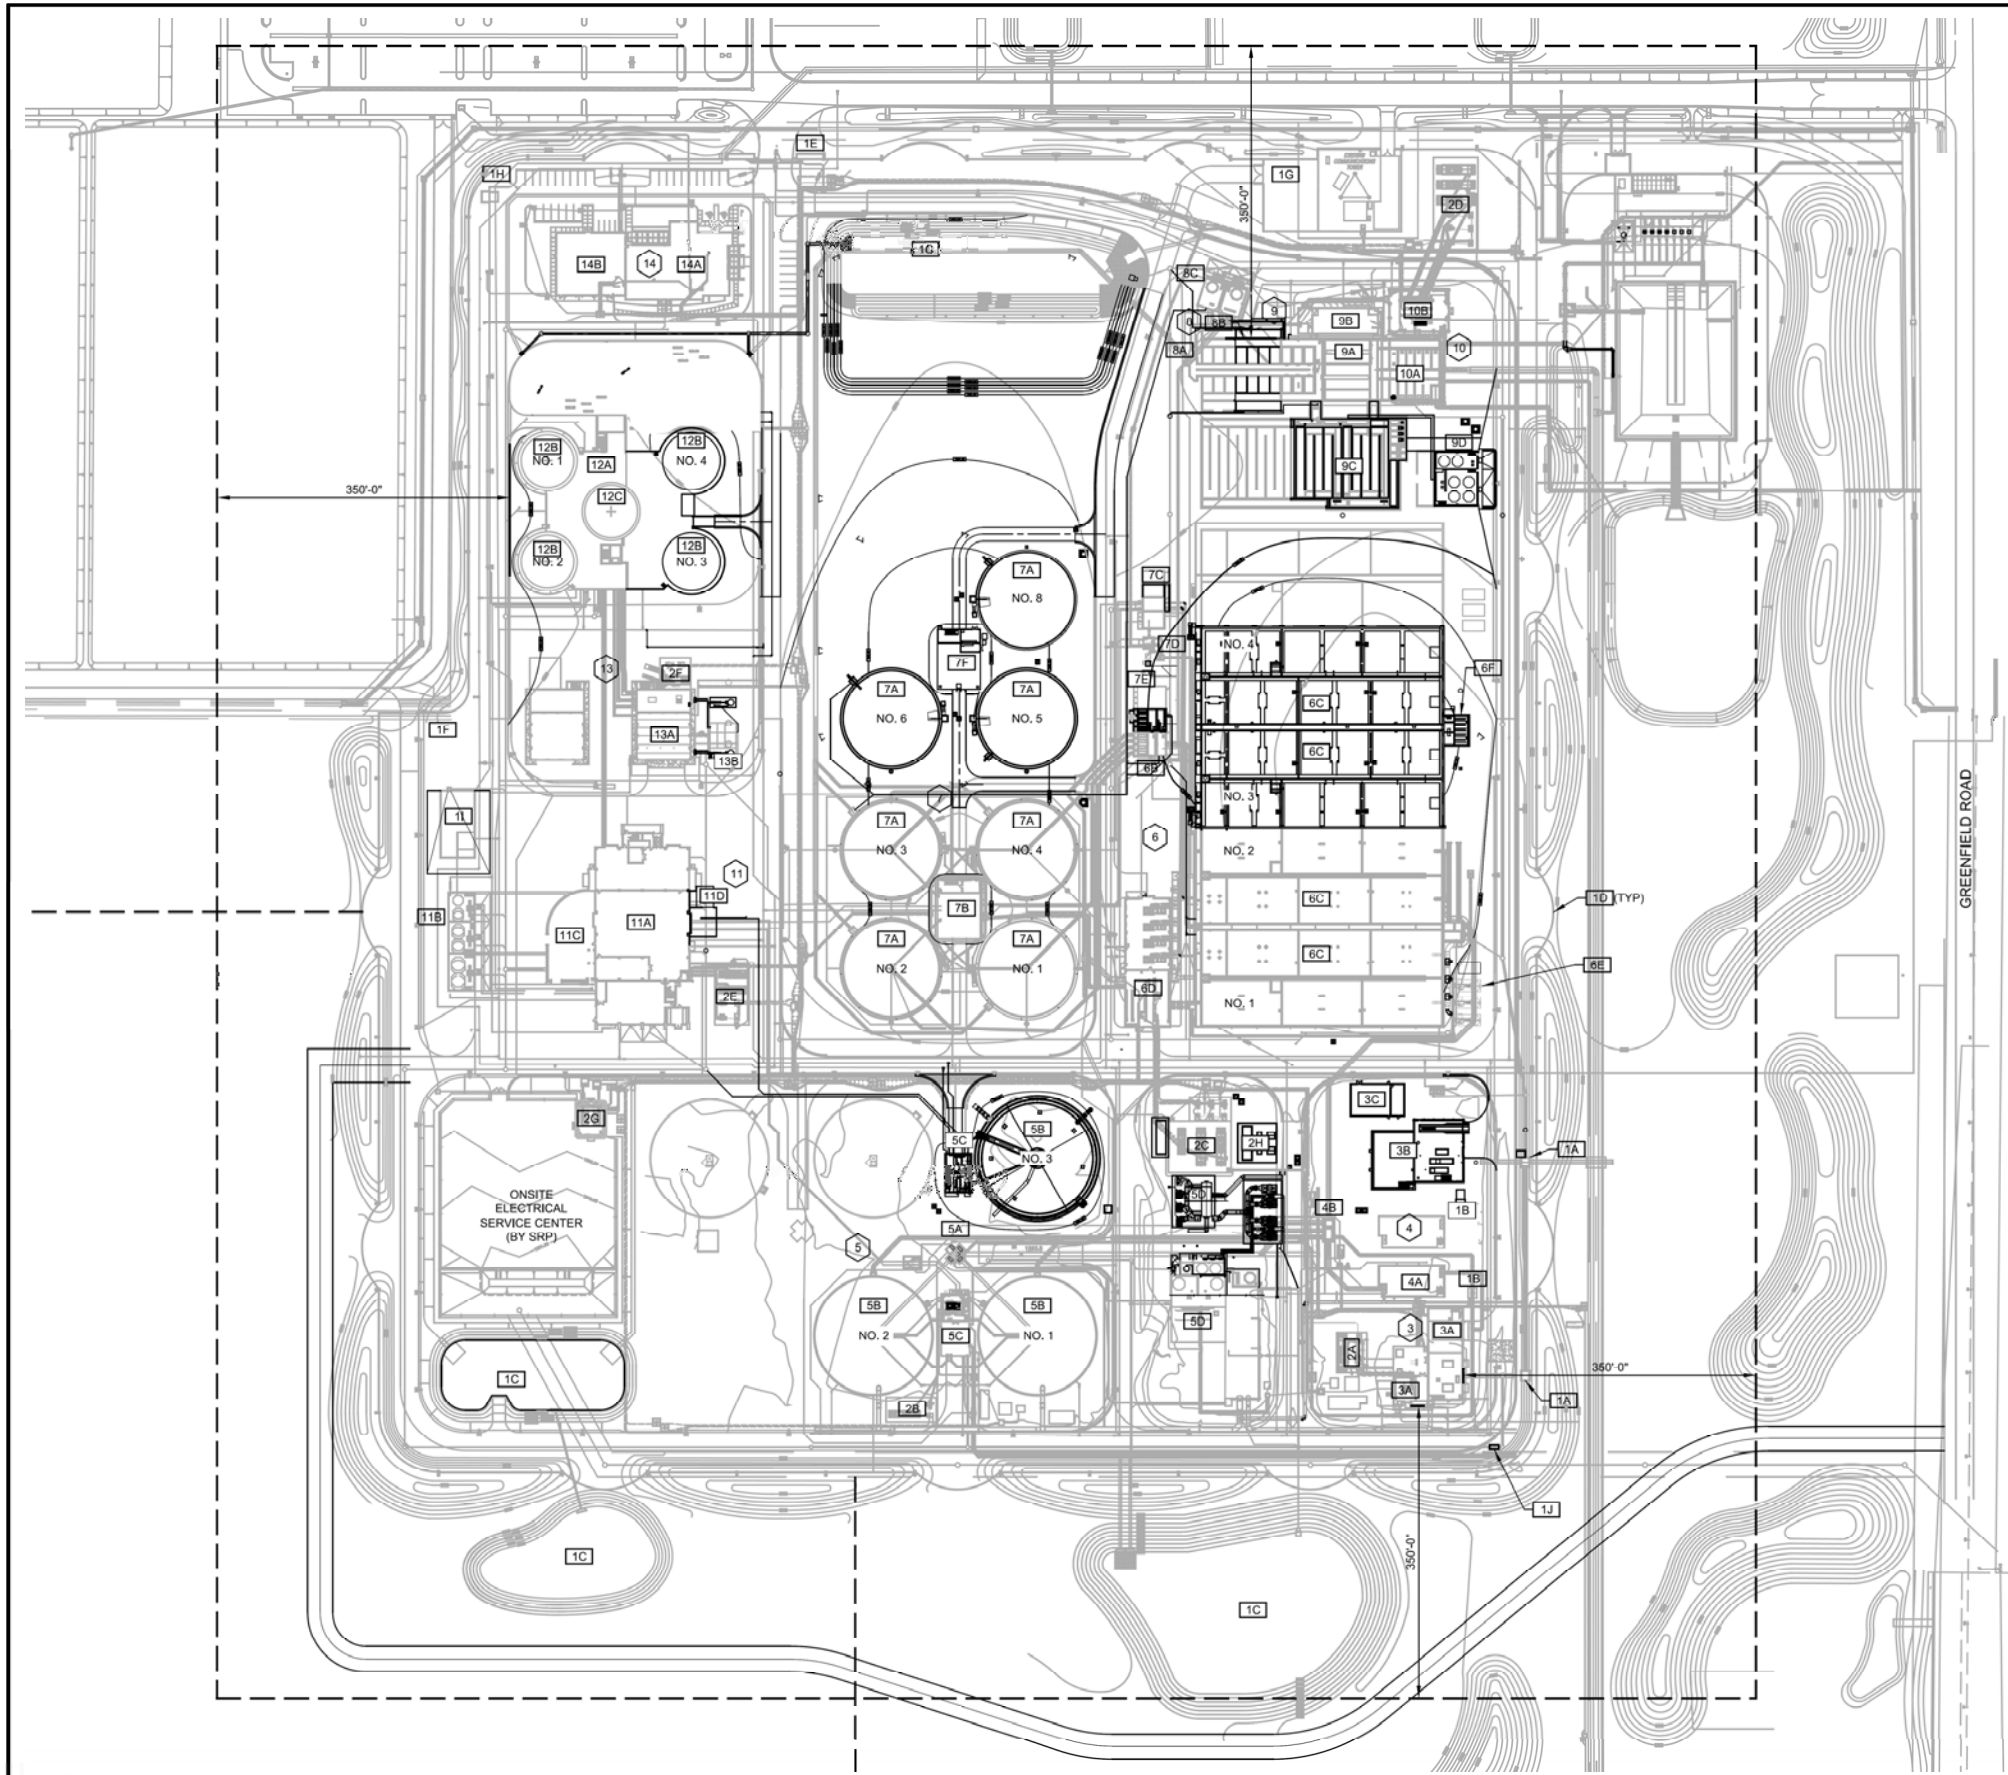 1E
1H
1G
350'-0"
2D
14B
14
14A
1C
8C
9
10B
8B
9B
8A
9A
10
10A
12B
NO. 1
12A
12B
NO. 4
9D
9C
350'-0"
12C
12B
NO. 2
12B
NO. 3
7A
NO. 8
7C
7D
NO. 4
13
2F
7F
7E
6F
7A
NO. 6
7A
NO. 5
6C
1F
13A
13B
6B
6C
NO. 3
GREENFIELD ROAD
1I
7A
NO. 3
7A
NO. 4
6
NO. 2
11
11D
11B
11A
11C
7B
6C
1D (TYP)
7A
NO. 2
7A
NO. 1
6C
6E
2E
6D
NO. 1
2G
3C
5B
NO. 3
5C
2C
2H
3B
1A
ONSITE
ELECTRICAL
SERVICE CENTER
(BY SRP)
5D
4B
1B
5A
4
5
4A
1B
5B
NO. 2
5C
5B
NO. 1
5D
3
3A
2A
350'-0"
1C
2B
3A
1A
1J
350'-0"
1C
1C